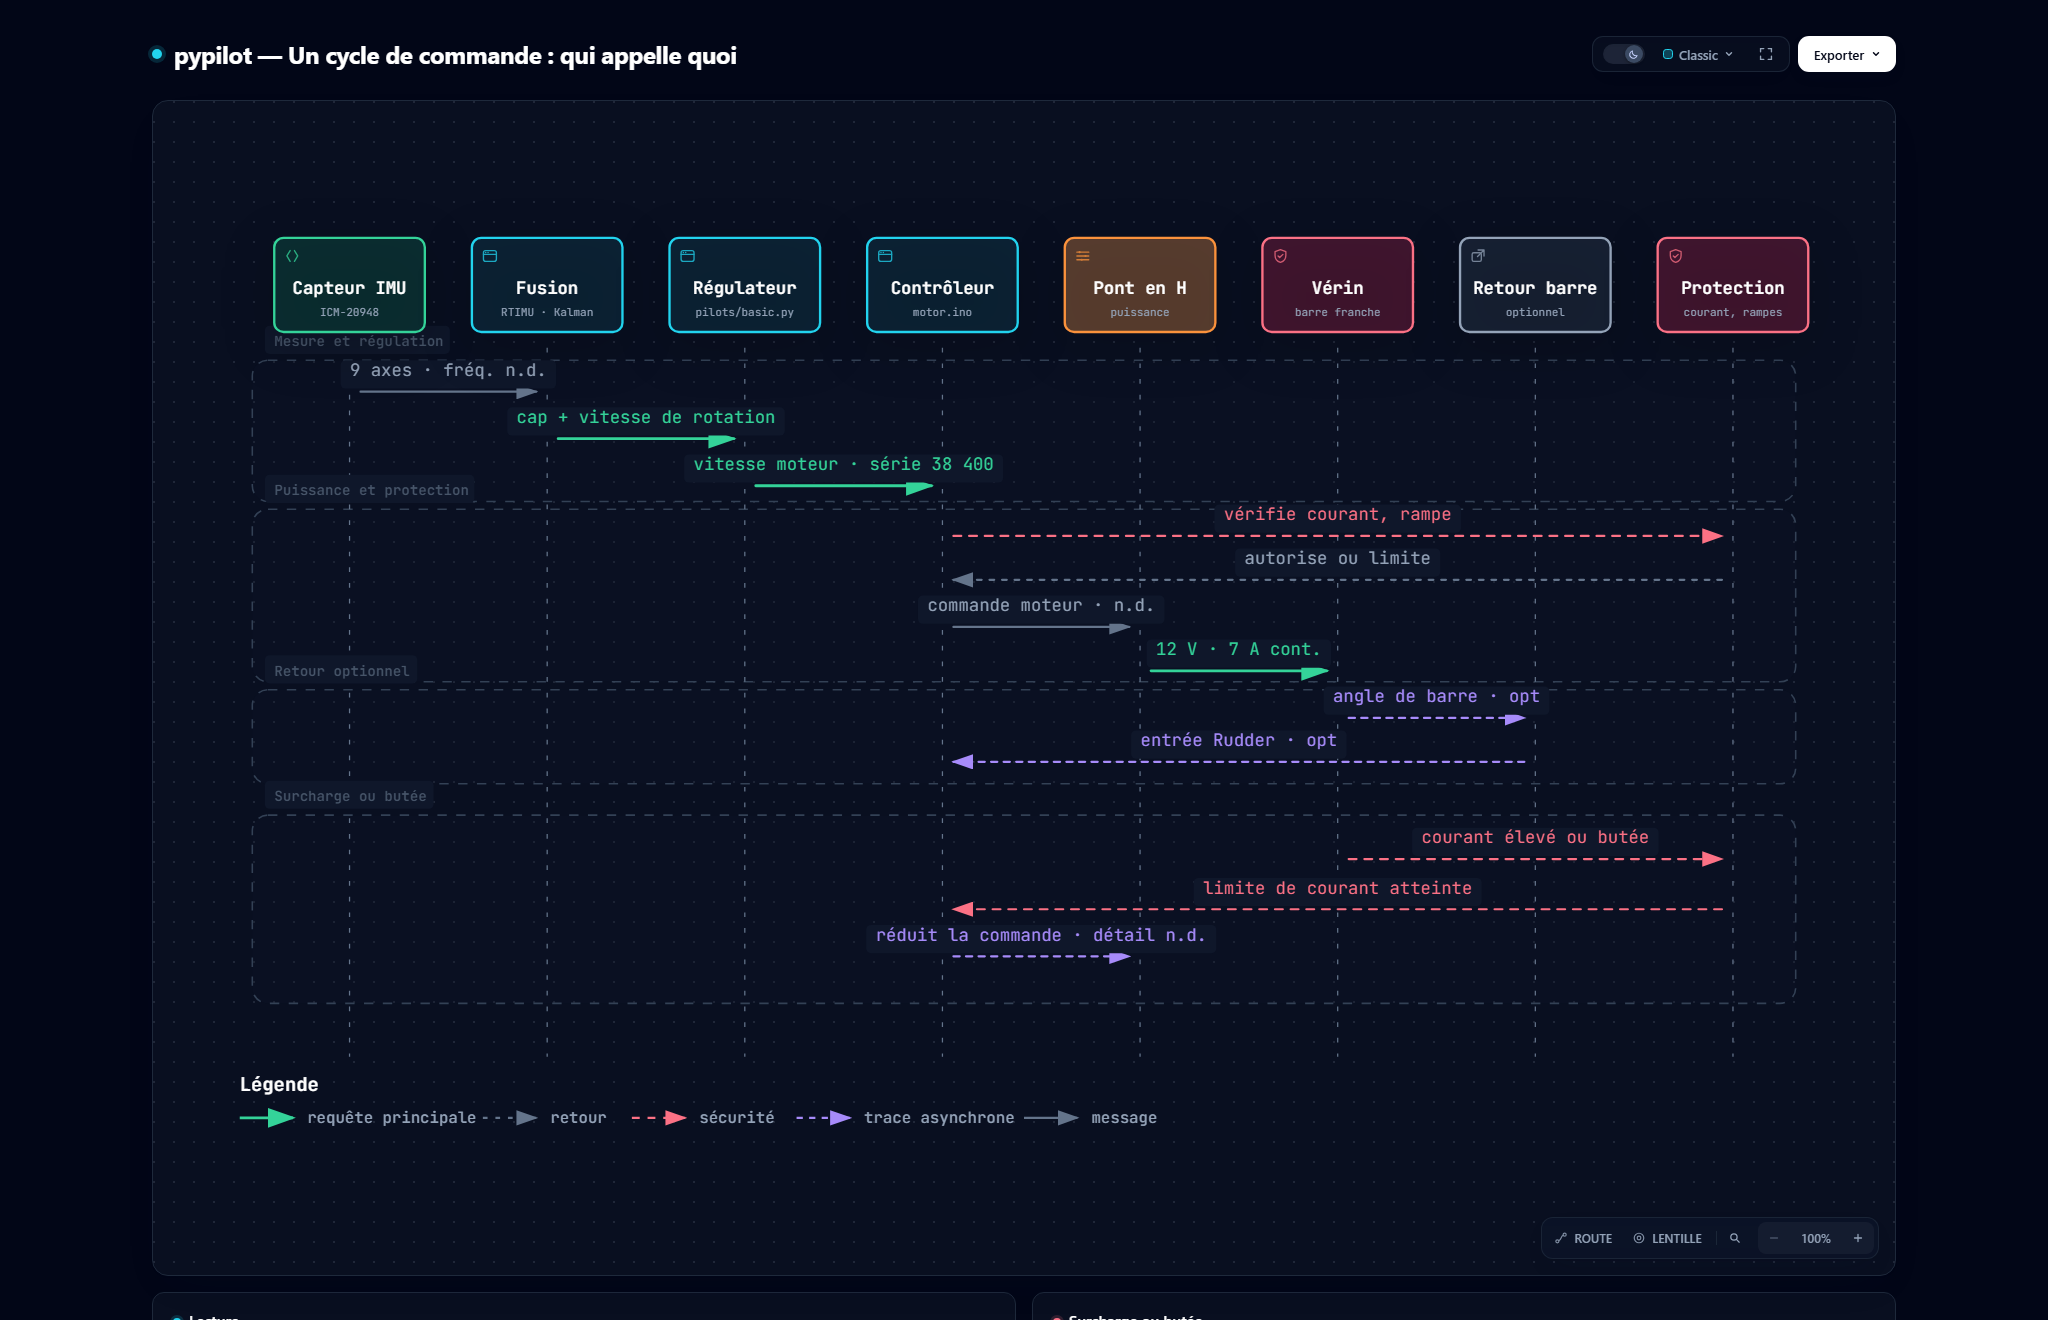 pypilot — Un cycle de commande : qui appelle quoi
Classic
Exporter
Capteur IMU
ICM-20948
Fusion
RTIMU · Kalman
Régulateur
pilots/basic.py
Contrôleur
motor.ino
Pont en H
puissance
Vérin
barre franche
Retour barre
optionnel
Protection
courant, rampes
Mesure et régulation
9 axes · fréq. n.d.
cap + vitesse de rotation
vitesse moteur · série 38 400
Puissance et protection
vérifie courant, rampe
autorise ou limite
commande moteur · n.d.
12 V · 7 A cont.
Retour optionnel
angle de barre · opt
entrée Rudder · opt
Surcharge ou butée
courant élevé ou butée
limite de courant atteinte
réduit la commande · détail n.d.
Légende
requête principale
retour
sécurité
trace asynchrone
message
ROUTE
LENTILLE
100%
Lecture
Surcharge ou butée